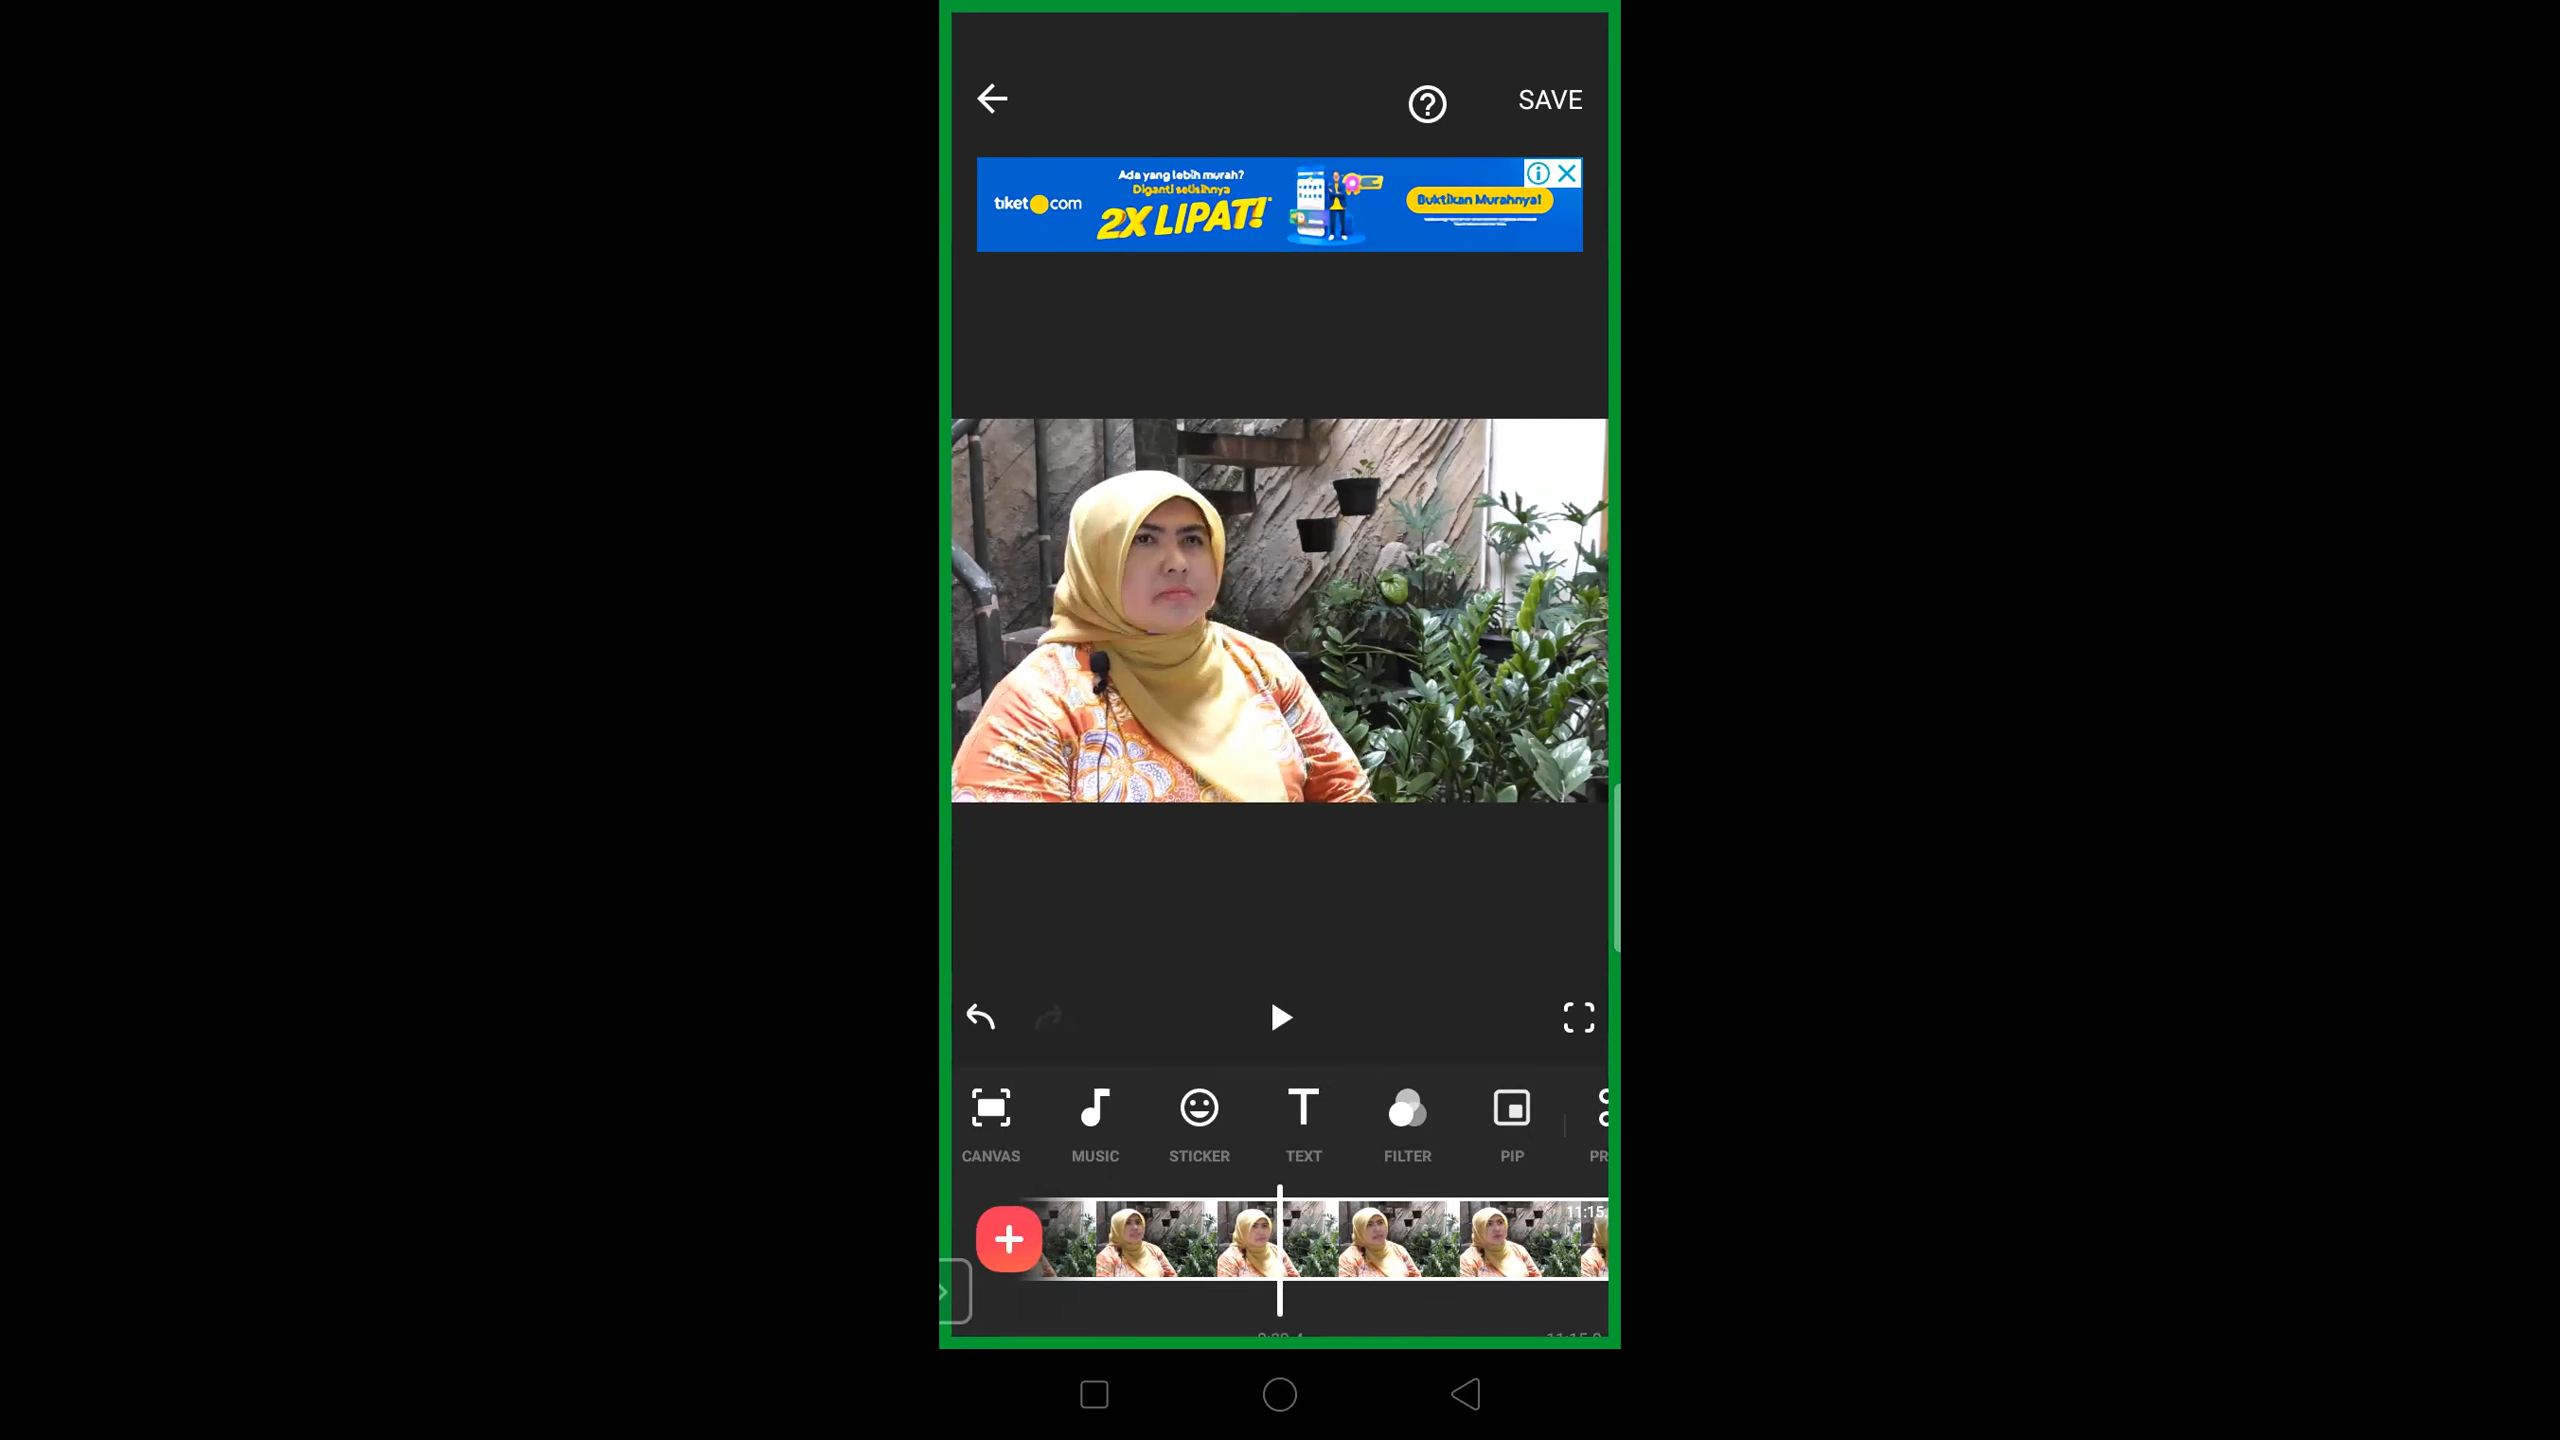 SAVE
tiket com
Ada yang lebih murah?
Diganti selisihnya
2X LIPAT!
Buktikan Murahnya!
CANVAS MUSIC STICKER TEXT FILTER PIP PR
11:15.